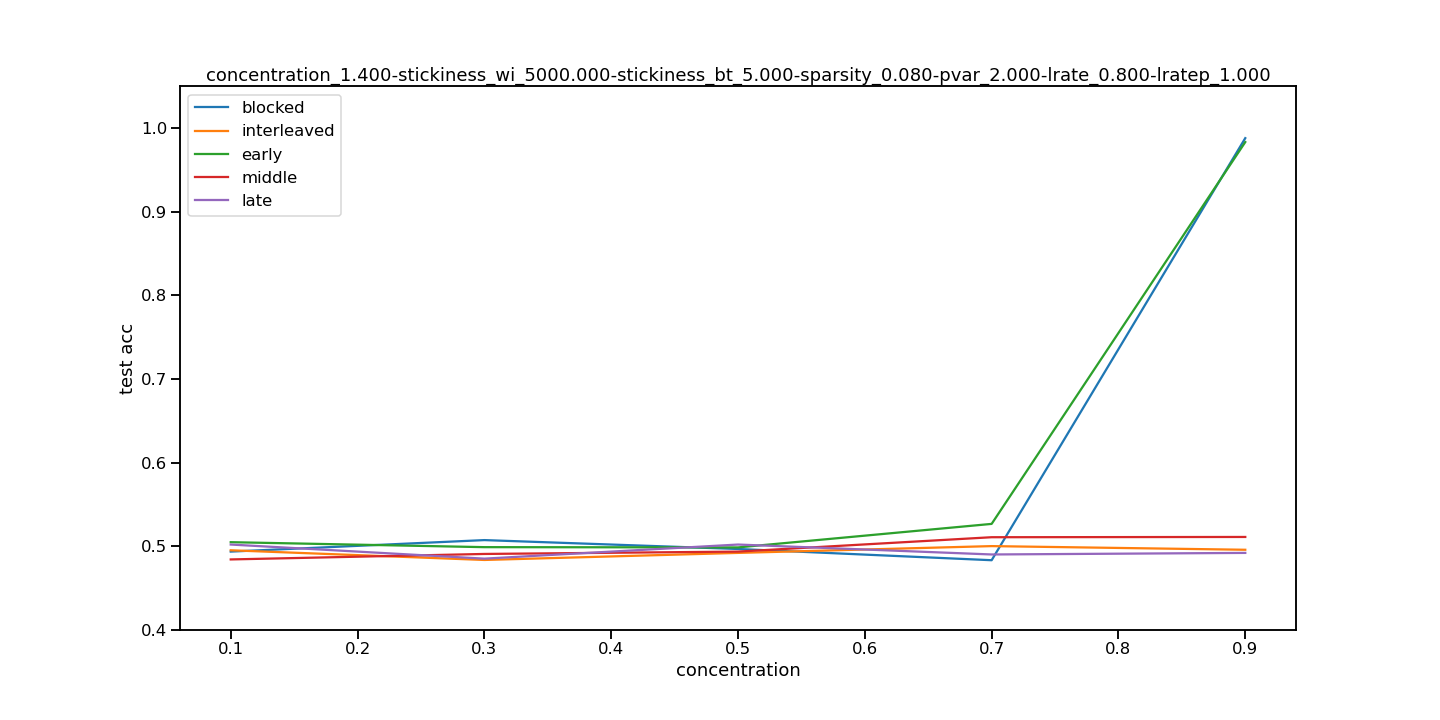 concentration_1.400-stickiness_wi_5000.000-stickiness_bt_5.000-sparsity_0.080-pvar_2.000-lrate_0.800-lratep_1.000
blocked
interleaved
early
middle
late
1.0
0.9
0.8
0.7
0.6
0.5
0.4
test acc
0.1 0.2 0.3 0.4 0.5 0.6 0.7 0.8 0.9
concentration